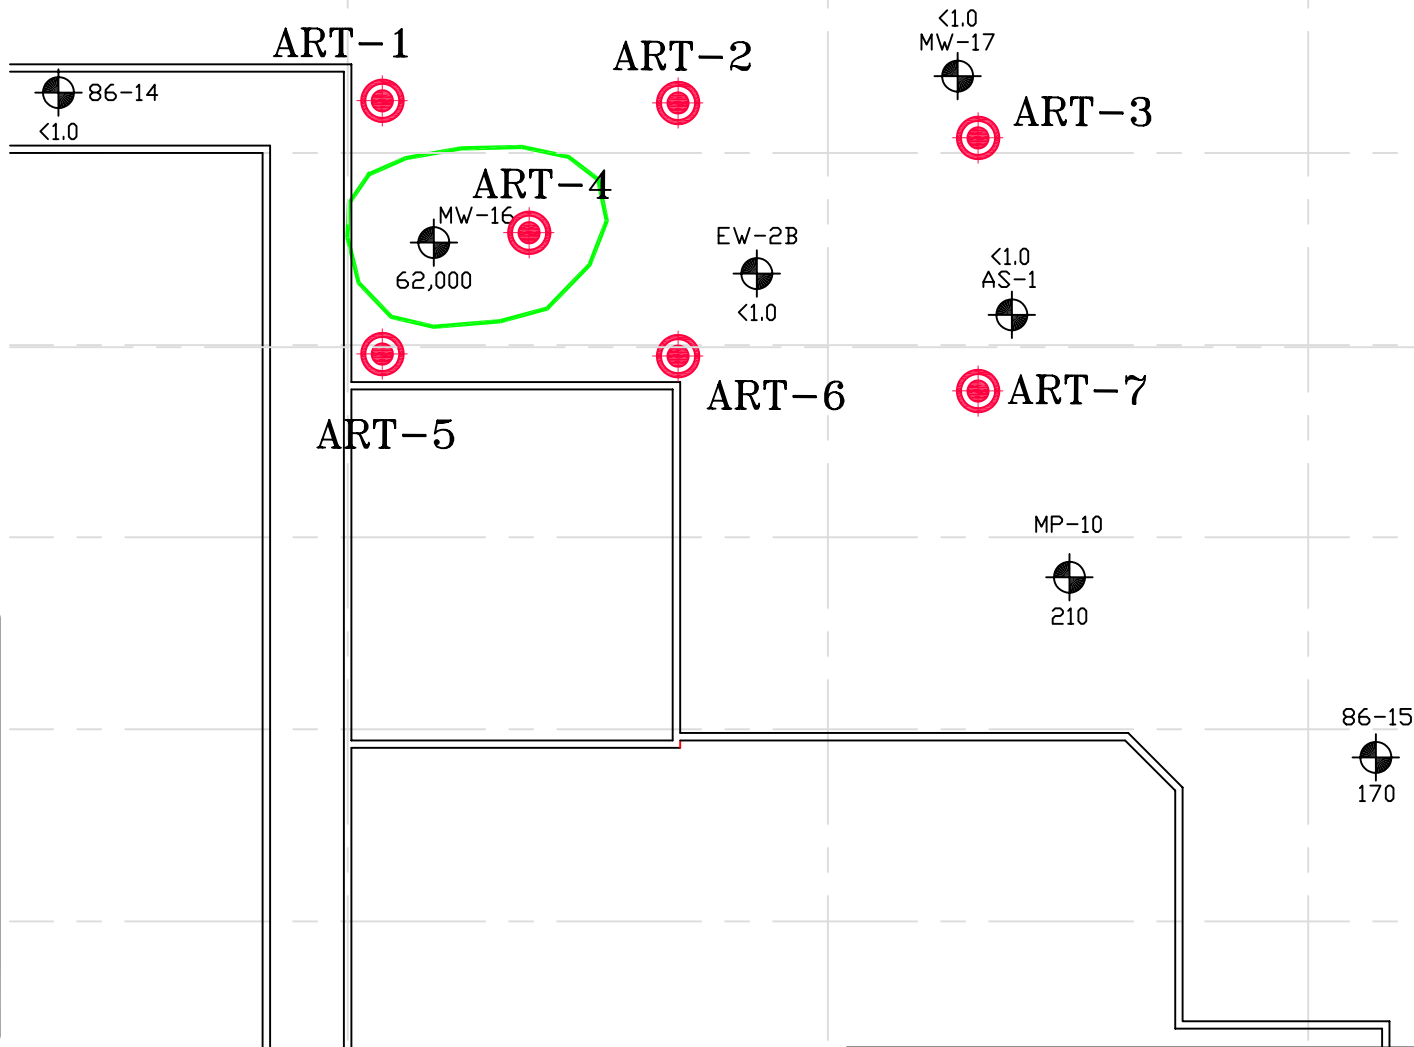 <1.0
MW-17
ART-1
ART-2
86-14
<1.0
ART-3
ART-4
MW-16
62,000
EW-2B
<1.0
<1.0
AS-1
ART-5
ART-6
ART-7
MP-10
210
86-15
170